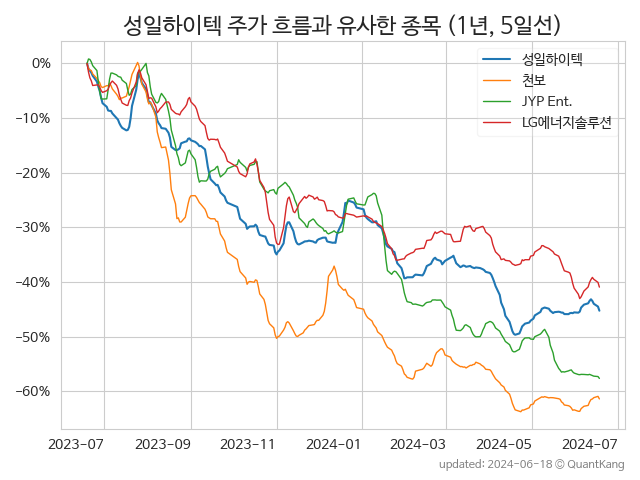 성일하이텍 주가 흐름과 유사한 종목 (1년, 5일선)
성일하이텍
천보
JYP Ent.
LG에너지솔루션
0%
−10%
−20%
−30%
−40%
−50%
−60%
2023-07 2023-09 2023-11 2024-01 2024-03 2024-05 2024-07
updated: 2024-06-18 © QuantKang